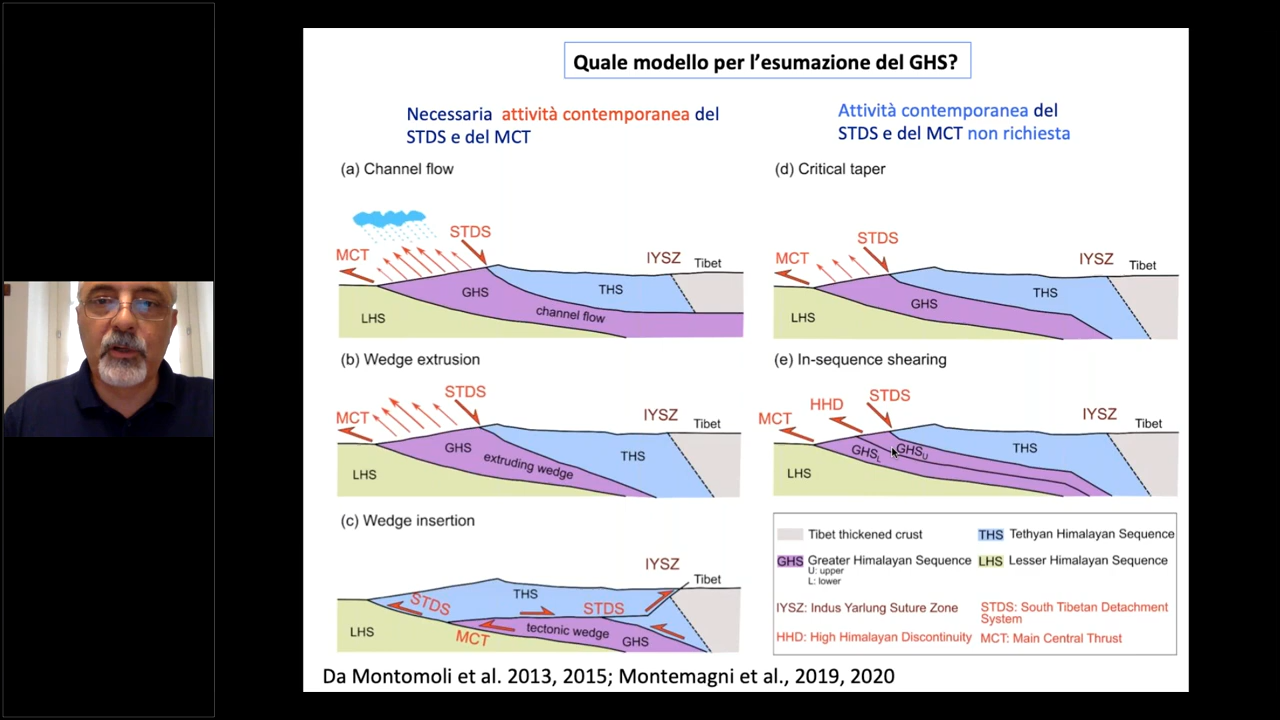 Quale modello per l'esumazione del GHS?
Necessaria attività contemporanea del
STDS e del MCT
Attività contemporanea del
STDS e del MCT non richiesta
(a) Channel flow
STDS
MCT
IYSZ
Tibet
GHS
THS
channel flow
LHS
(b) Wedge extrusion
STDS
MCT
IYSZ
Tibet
GHS
THS
extruding wedge
LHS
(c) Wedge insertion
IYSZ
Tibet
THS
STDS
STDS
LHS
MCT
tectonic wedge
GHS
(d) Critical taper
STDS
MCT
IYSZ
Tibet
GHS
THS
LHS
(e) In-sequence shearing
STDS
HHD
MCT
IYSZ
Tibet
GHSL
GHSU
THS
LHS
Tibet thickened crust
THS Tethyan Himalayan Sequence
GHS Greater Himalayan Sequence
U: upper
L: lower
LHS Lesser Himalayan Sequence
IYSZ: Indus Yarlung Suture Zone
STDS: South Tibetan Detachment
System
HHD: High Himalayan Discontinuity
MCT: Main Central Thrust
Da Montomoli et al. 2013, 2015; Montemagni et al., 2019, 2020